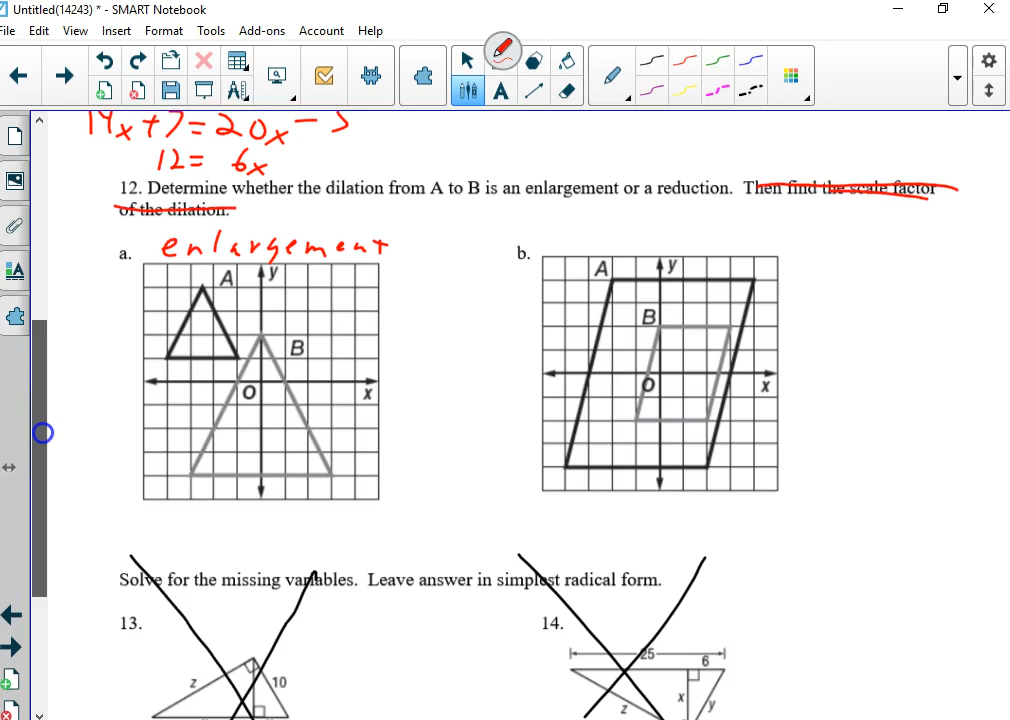 Untitled(14243) * - SMART Notebook
File Edit View Insert Format Tools Add-ons Account Help
A A
14x + 7 = 20x - 5
12 = 6x
12. Determine whether the dilation from A to B is an enlargement or a reduction. Then find the scale factor
of the dilation.
a. enlargement b.
A y
B
O x
A y
B
O x
Solve for the missing variables. Leave answer in simplest radical form.
13. 14.
z 10
25 6
x y
z